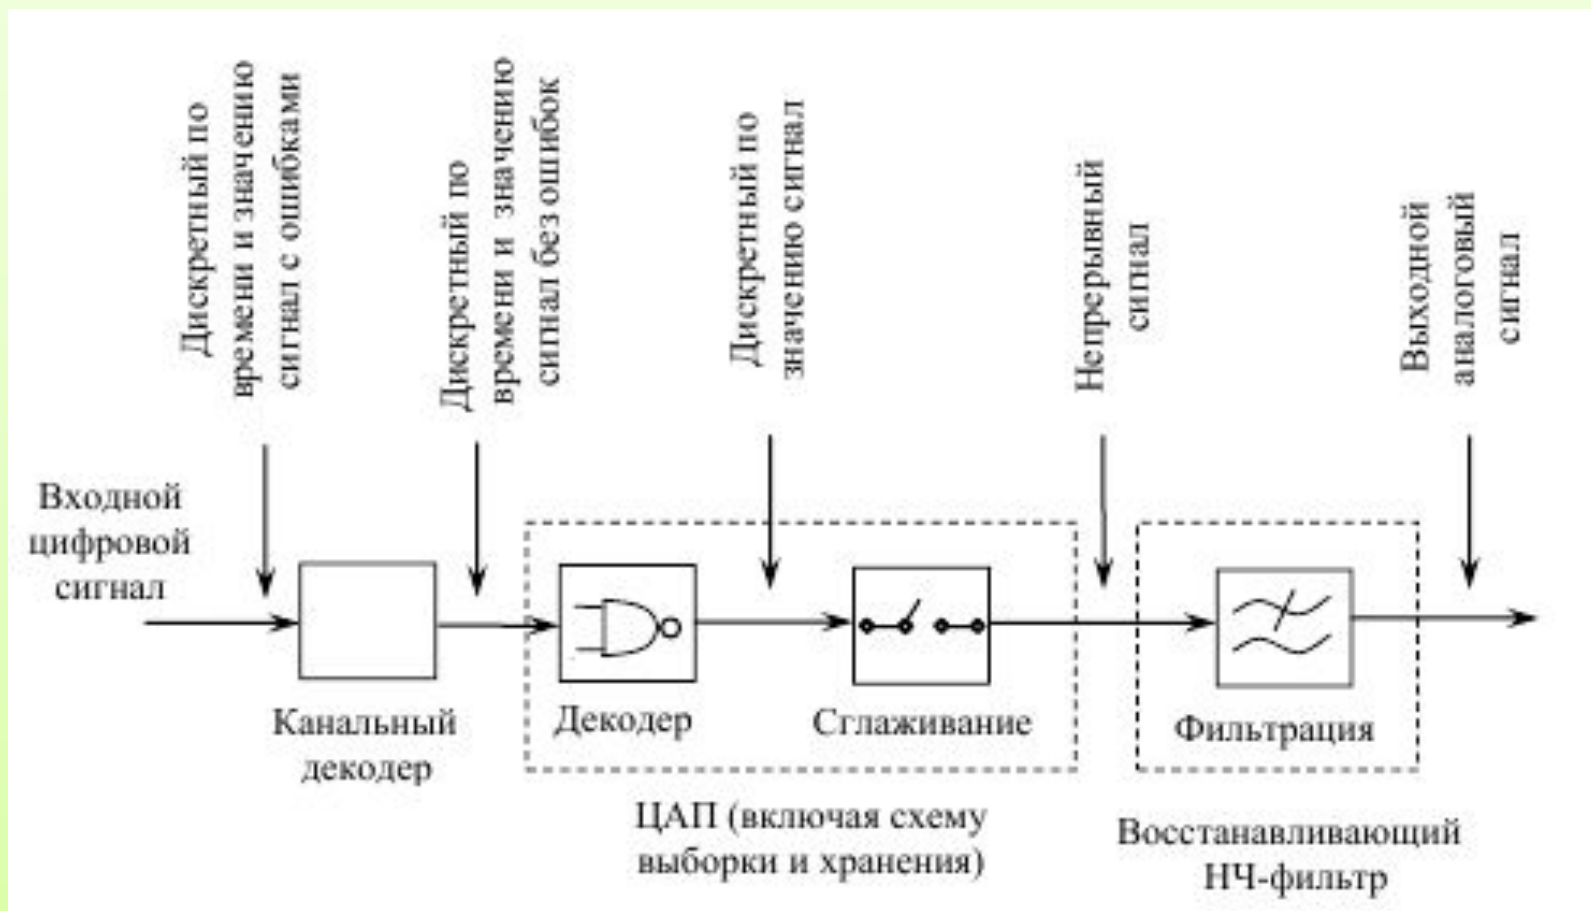 Дискретный по
времени и значению
сигнал с ошибками
Дискретный по
времени и значению
сигнал без ошибок
Дискретный по
значению сигнал
Непрерывный
сигнал
Выходной
аналоговый
сигнал
Входной
цифровой
сигнал
Канальный
декодер
Декодер
Сглаживание
Фильтрация
ЦАП (включая схему
выборки и хранения)
Восстанавливающий
НЧ-фильтр